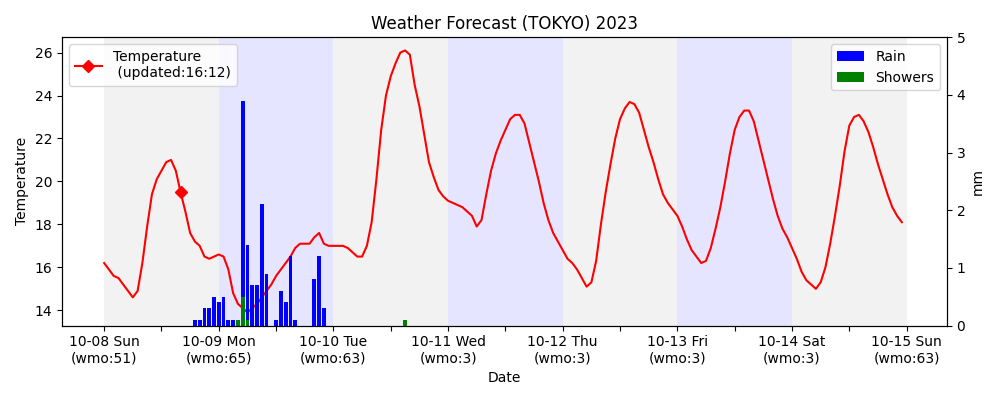 Weather Forecast (TOKYO) 2023
Temperature
(updated:16:12)
Rain
Showers
26
24
22
20
18
16
14
Temperature
5
4
3
2
1
0
mm
10-08 Sun
(wmo:51)
10-09 Mon
(wmo:65)
10-10 Tue
(wmo:63)
10-11 Wed
(wmo:3)
10-12 Thu
(wmo:3)
10-13 Fri
(wmo:3)
10-14 Sat
(wmo:3)
10-15 Sun
(wmo:63)
Date